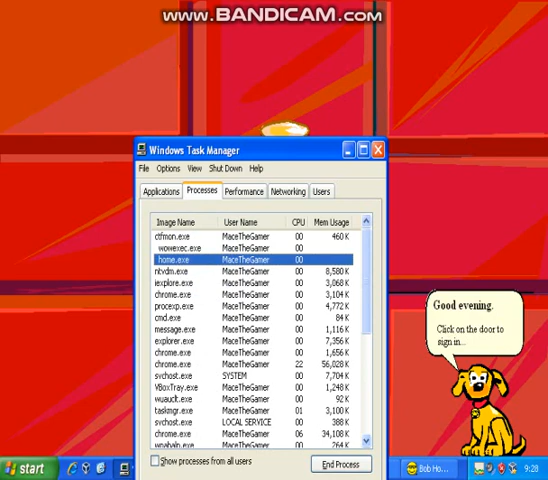 www.BANDICAM.com
Windows Task Manager
File Options View Shut Down Help
Applications Processes Performance Networking Users
Image Name User Name CPU Mem Usage
ctfmon.exe MaceTheGamer 00 460 K
wowexec.exe MaceTheGamer 00
home.exe MaceTheGamer 00
ntvdm.exe MaceTheGamer 00 8,580 K
iexplore.exe MaceTheGamer 00 3,068 K
chrome.exe MaceTheGamer 00 3,104 K
procexp.exe MaceTheGamer 00 4,772 K
cmd.exe MaceTheGamer 00 84 K
message.exe MaceTheGamer 00 1,116 K
explorer.exe MaceTheGamer 00 7,356 K
chrome.exe MaceTheGamer 00 1,656 K
chrome.exe MaceTheGamer 22 56,028 K
svchost.exe SYSTEM 00 7,704 K
VBoxTray.exe MaceTheGamer 00 1,248 K
wuauclt.exe MaceTheGamer 00 92 K
taskmgr.exe MaceTheGamer 01 3,100 K
svchost.exe LOCAL SERVICE 00 388 K
chrome.exe MaceTheGamer 06 34,108 K
wpabaln.exe MaceTheGamer 00 264 K
Show processes from all users
End Process
Good evening.
Click on the door to
sign in...
start
Bob Ho...
9:28